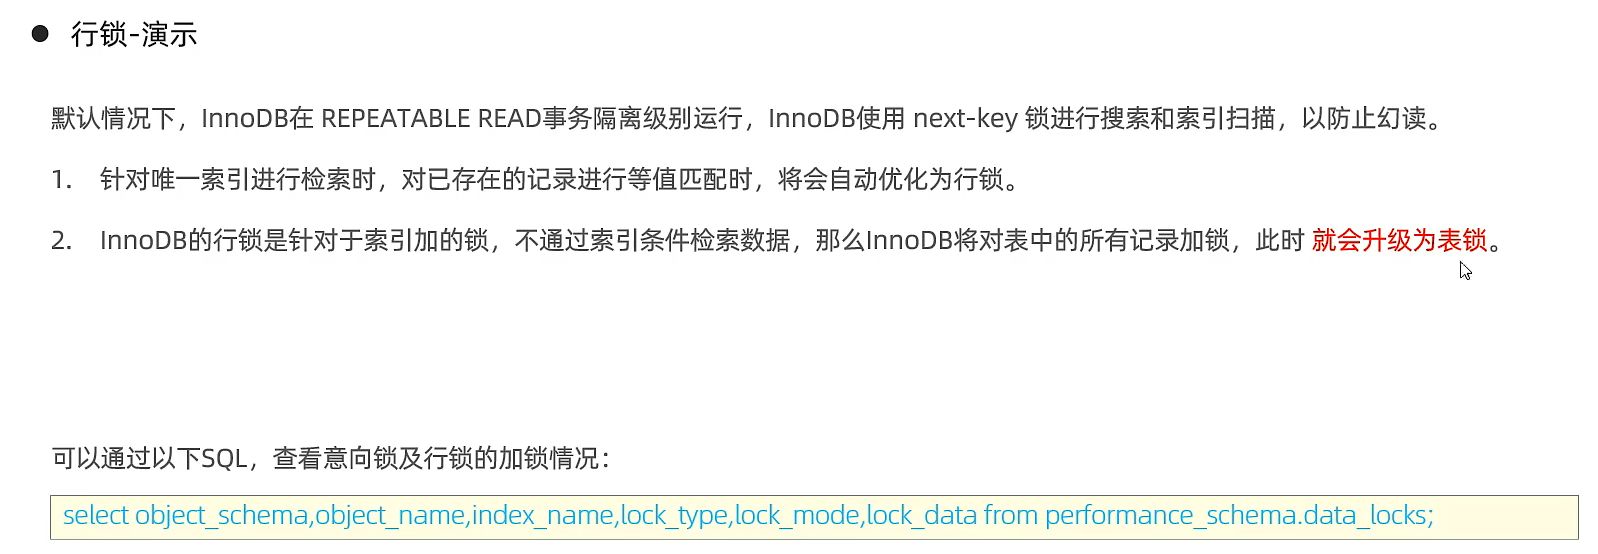 ● 行锁-演示
默认情况下，InnoDB在 REPEATABLE READ事务隔离级别运行，InnoDB使用 next-key 锁进行搜索和索引扫描，以防止幻读。
1. 针对唯一索引进行检索时，对已存在的记录进行等值匹配时，将会自动优化为行锁。
2. InnoDB的行锁是针对于索引加的锁，不通过索引条件检索数据，那么InnoDB将对表中的所有记录加锁，此时 就会升级为表锁。
可以通过以下SQL，查看意向锁及行锁的加锁情况：
select object_schema,object_name,index_name,lock_type,lock_mode,lock_data from performance_schema.data_locks;